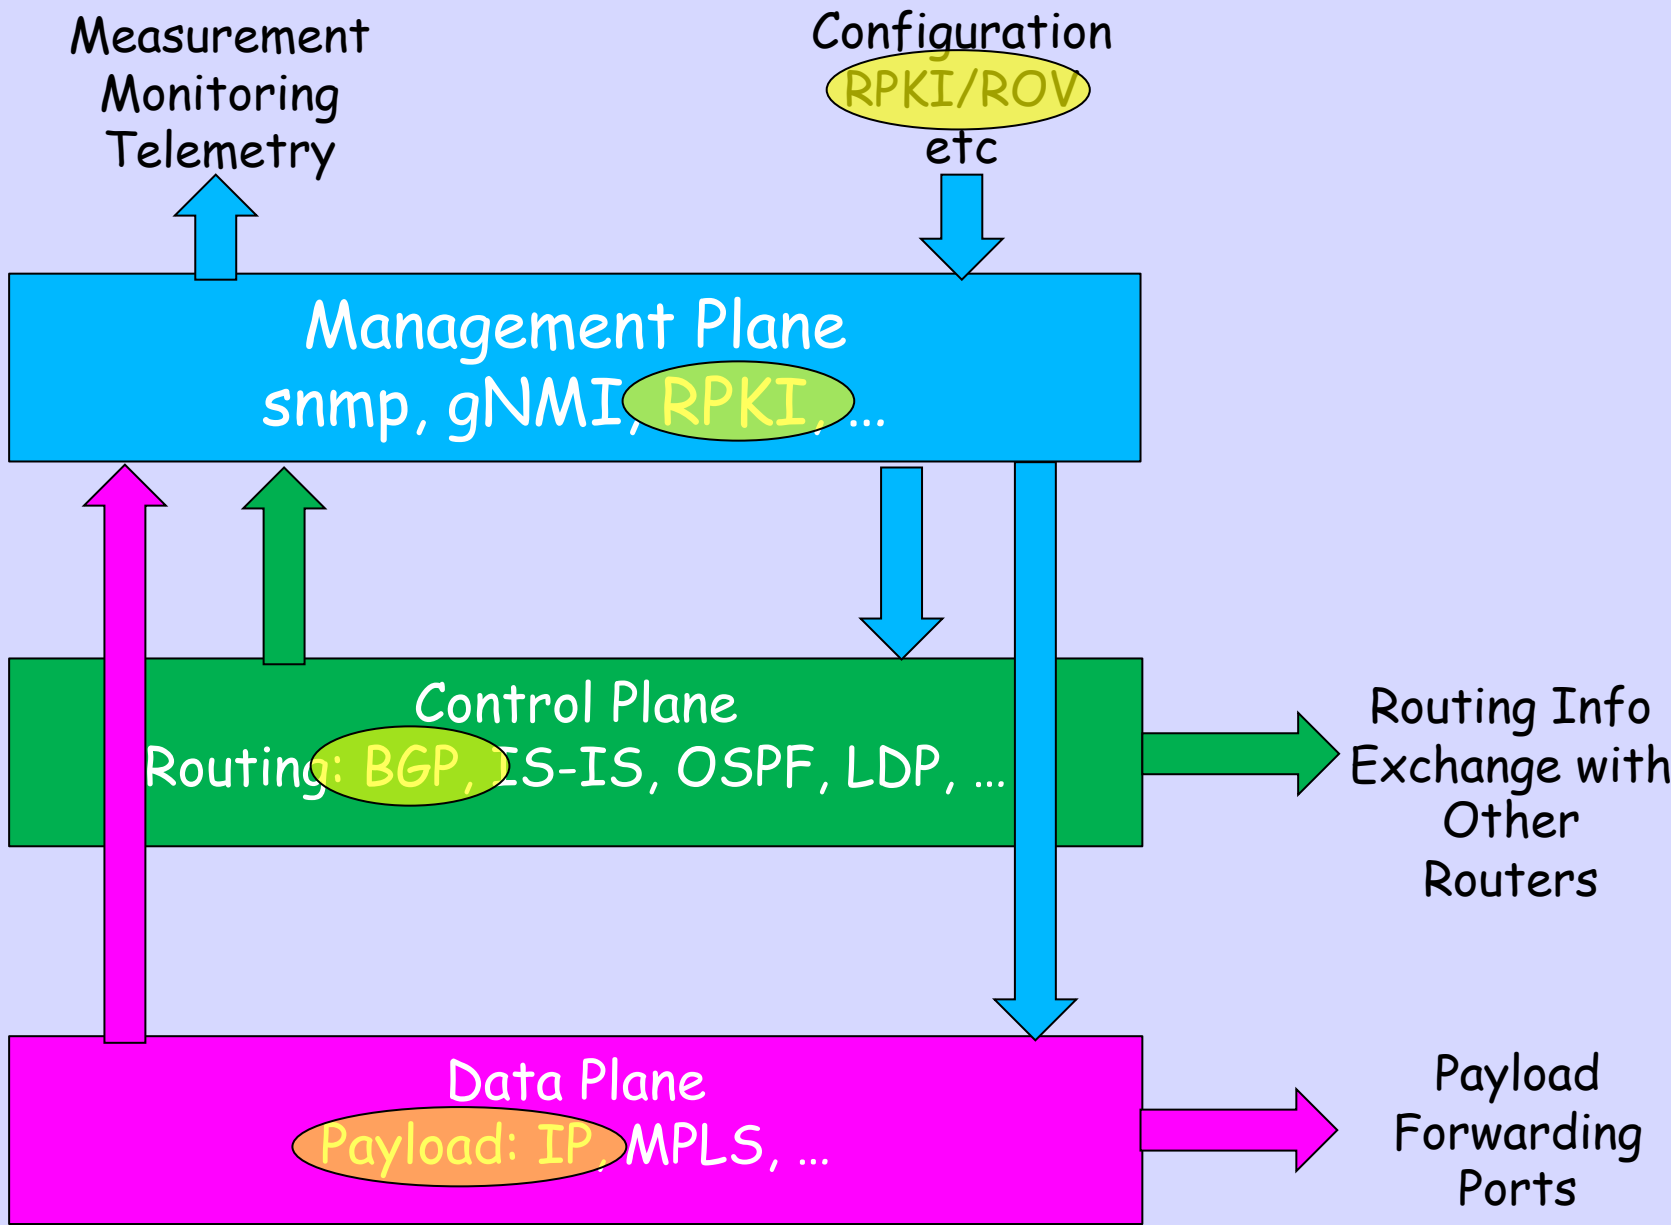 Measurement
Monitoring
Telemetry
Configuration
RPKI/ROV
etc
Management Plane
snmp, gNMI, RPKI, ...
Control Plane
Routing: BGP, IS-IS, OSPF, LDP, ...
Routing Info
Exchange with
Other
Routers
Data Plane
Payload: IP, MPLS, ...
Payload
Forwarding
Ports